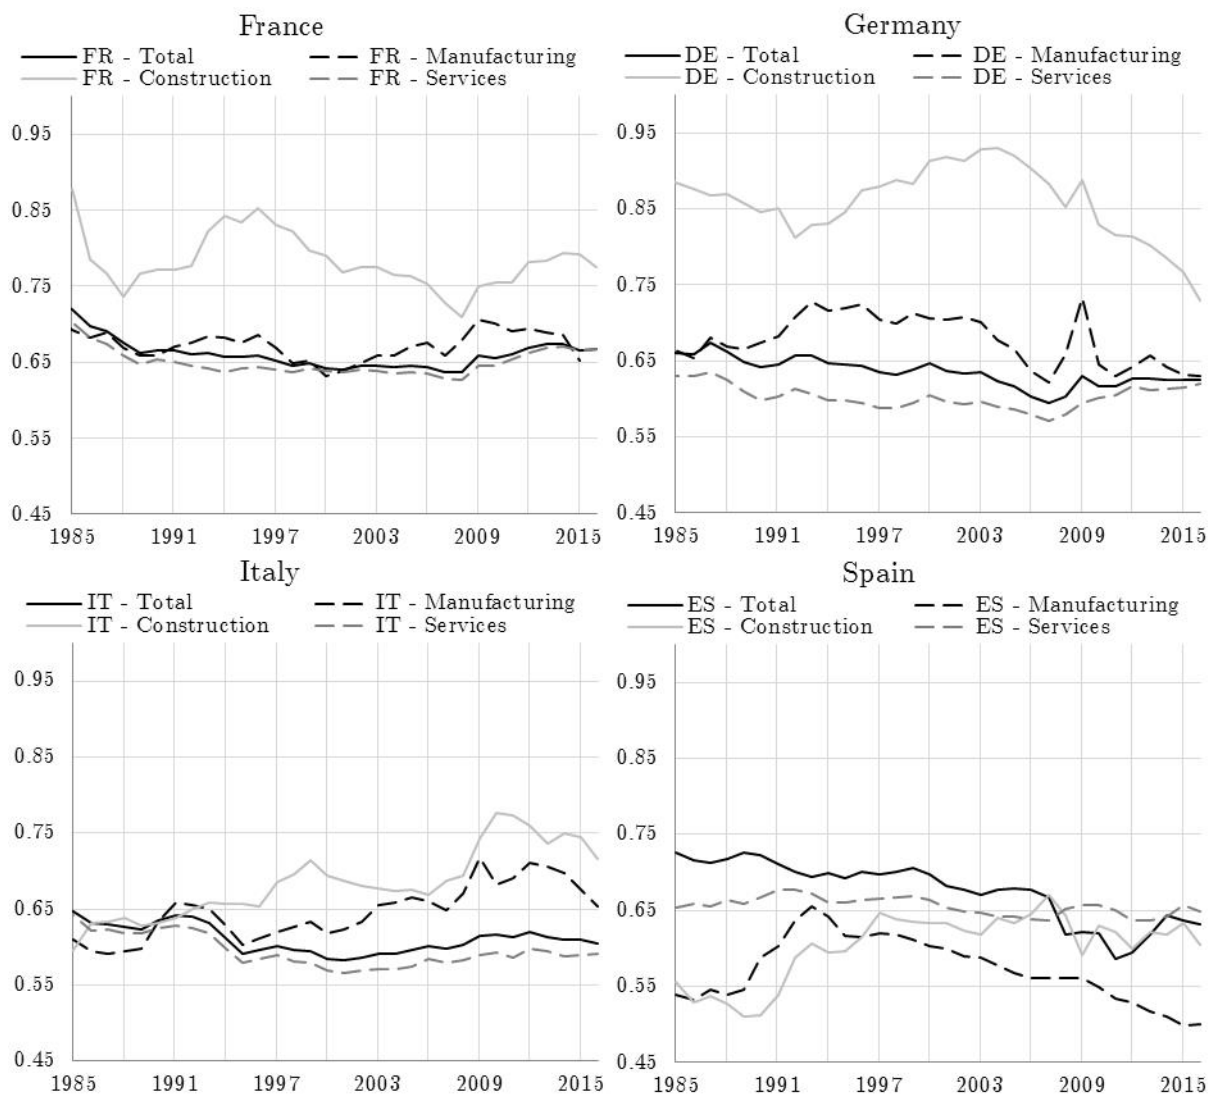 France
FR - Total
FR - Manufacturing
FR - Construction
FR - Services
0.95
0.85
0.75
0.65
0.55
0.45
1985 1991 1997 2003 2009 2015
Germany
DE - Total
DE - Manufacturing
DE - Construction
DE - Services
0.95
0.85
0.75
0.65
0.55
0.45
1985 1991 1997 2003 2009 2015
Italy
IT - Total
IT - Manufacturing
IT - Construction
IT - Services
0.95
0.85
0.75
0.65
0.55
0.45
1985 1991 1997 2003 2009 2015
Spain
ES - Total
ES - Manufacturing
ES - Construction
ES - Services
0.95
0.85
0.75
0.65
0.55
0.45
1985 1991 1997 2003 2009 2015